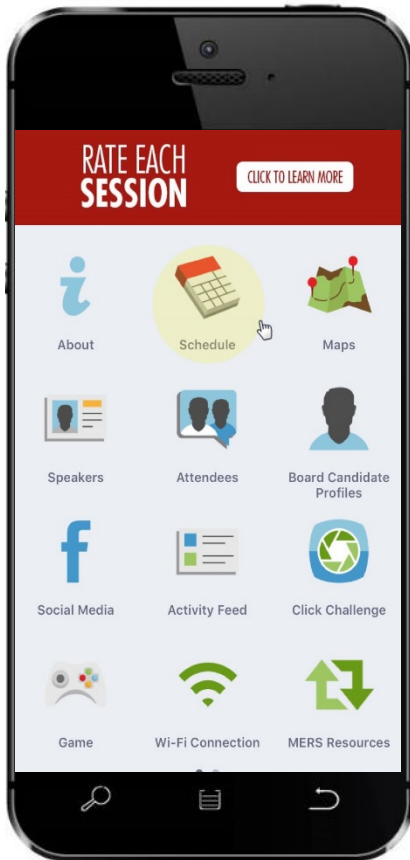 RATE EACH
SESSION
CLICK TO LEARN MORE
About
Schedule
Maps
Speakers
Attendees
Board Candidate
Profiles
Social Media
Activity Feed
Click Challenge
Game
Wi-Fi Connection
MERS Resources